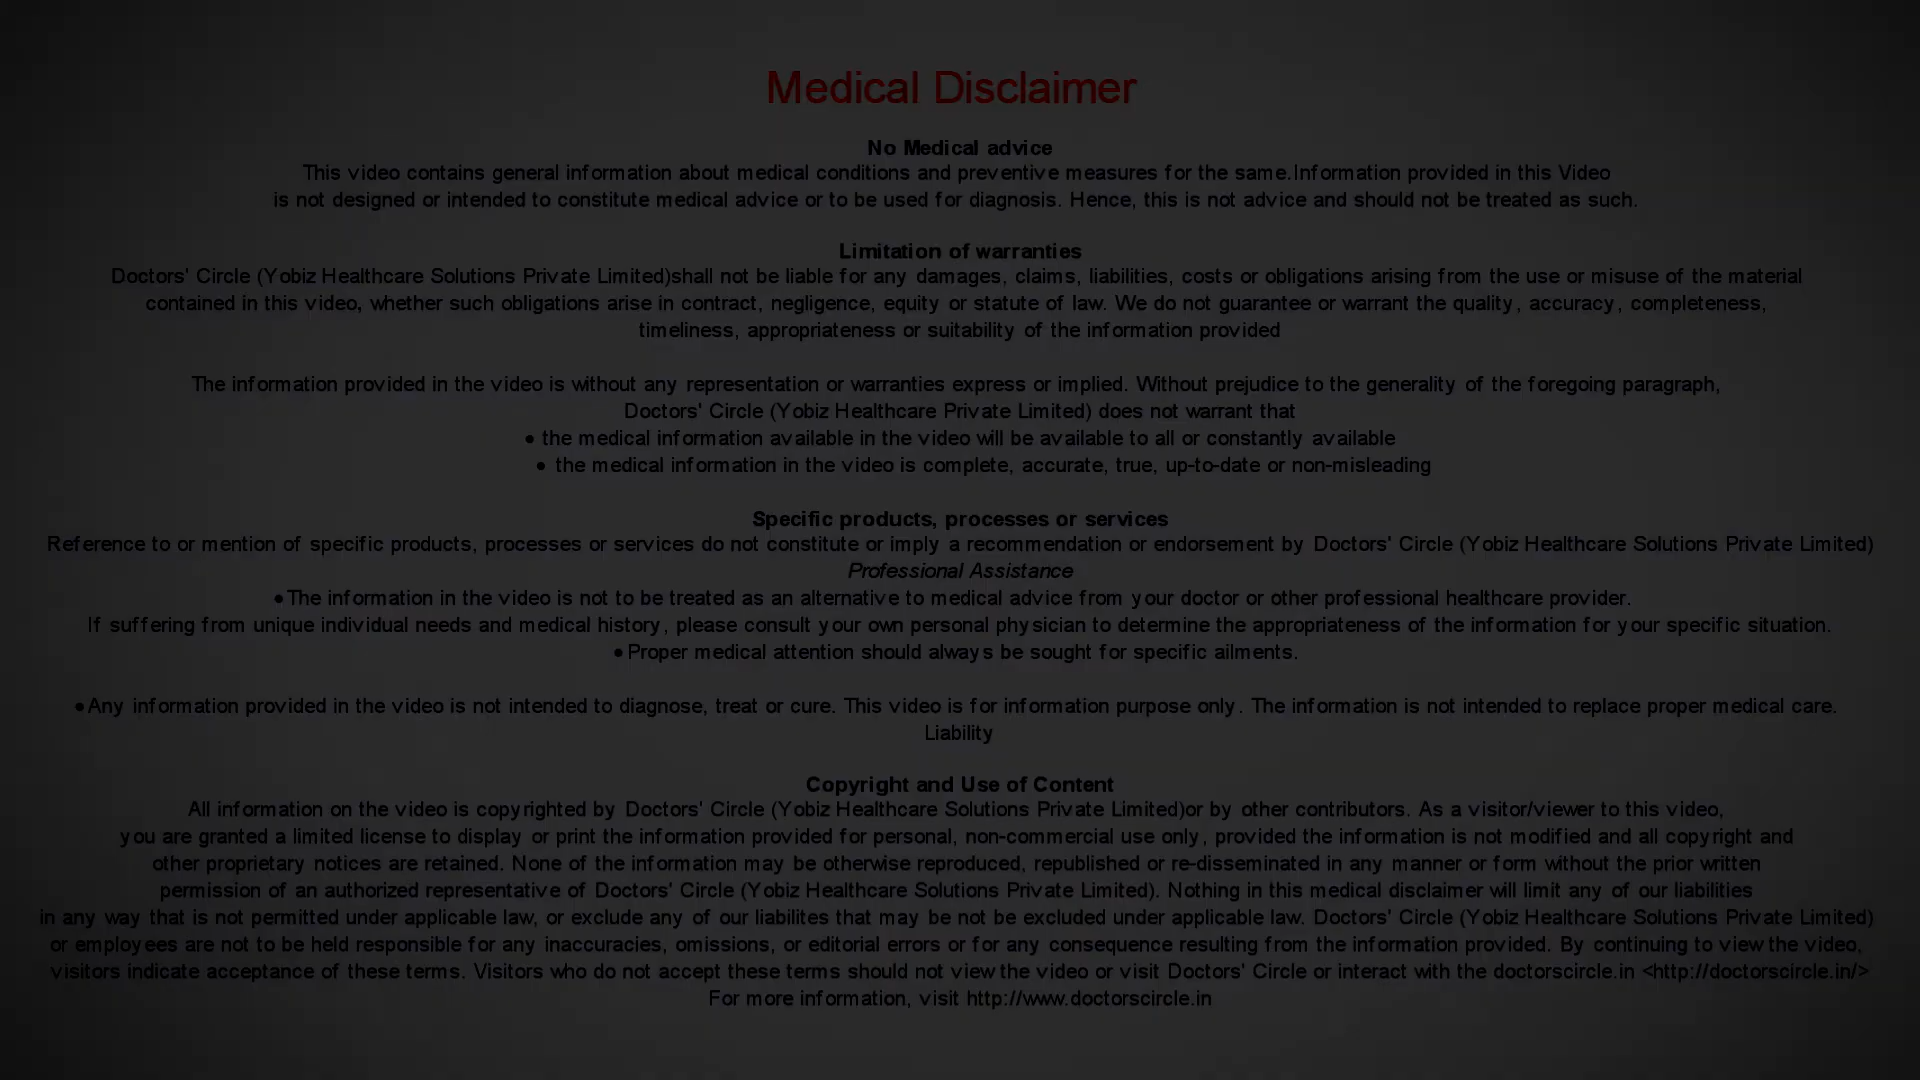 Medical Disclaimer
No Medical advice
This video contains general information about medical conditions and preventive measures for the same.Information provided in this Video
is not designed or intended to constitute medical advice or to be used for diagnosis. Hence, this is not advice and should not be treated as such.
Limitation of warranties
Doctors' Circle (Yobiz Healthcare Solutions Private Limited)shall not be liable for any damages, claims, liabilities, costs or obligations arising from the use or misuse of the material
contained in this video, whether such obligations arise in contract, negligence, equity or statute of law. We do not guarantee or warrant the quality, accuracy, completeness,
timeliness, appropriateness or suitability of the information provided
The information provided in the video is without any representation or warranties express or implied. Without prejudice to the generality of the foregoing paragraph,
Doctors' Circle (Yobiz Healthcare Private Limited) does not warrant that
• the medical information available in the video will be available to all or constantly available
• the medical information in the video is complete, accurate, true, up-to-date or non-misleading
Specific products, processes or services
Reference to or mention of specific products, processes or services do not constitute or imply a recommendation or endorsement by Doctors' Circle (Yobiz Healthcare Solutions Private Limited)
Professional Assistance
•The information in the video is not to be treated as an alternative to medical advice from your doctor or other professional healthcare provider.
If suffering from unique individual needs and medical history, please consult your own personal physician to determine the appropriateness of the information for your specific situation.
•Proper medical attention should always be sought for specific ailments.
•Any information provided in the video is not intended to diagnose, treat or cure. This video is for information purpose only. The information is not intended to replace proper medical care.
Liability
Copyright and Use of Content
All information on the video is copyrighted by Doctors' Circle (Yobiz Healthcare Solutions Private Limited)or by other contributors. As a visitor/viewer to this video,
you are granted a limited license to display or print the information provided for personal, non-commercial use only, provided the information is not modified and all copyright and
other proprietary notices are retained. None of the information may be otherwise reproduced, republished or re-disseminated in any manner or form without the prior written
permission of an authorized representative of Doctors' Circle (Yobiz Healthcare Solutions Private Limited). Nothing in this medical disclaimer will limit any of our liabilities
in any way that is not permitted under applicable law, or exclude any of our liabilites that may be not be excluded under applicable law. Doctors' Circle (Yobiz Healthcare Solutions Private Limited)
or employees are not to be held responsible for any inaccuracies, omissions, or editorial errors or for any consequence resulting from the information provided. By continuing to view the video,
visitors indicate acceptance of these terms. Visitors who do not accept these terms should not view the video or visit Doctors' Circle or interact with the doctorscircle.in <http://doctorscircle.in/>
For more information, visit http://www.doctorscircle.in